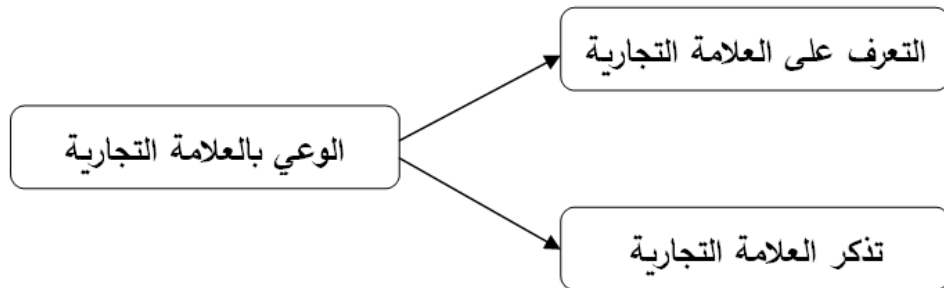 التعرف على العلامة التجارية
الوعي بالعلامة التجارية
تذكر العلامة التجارية